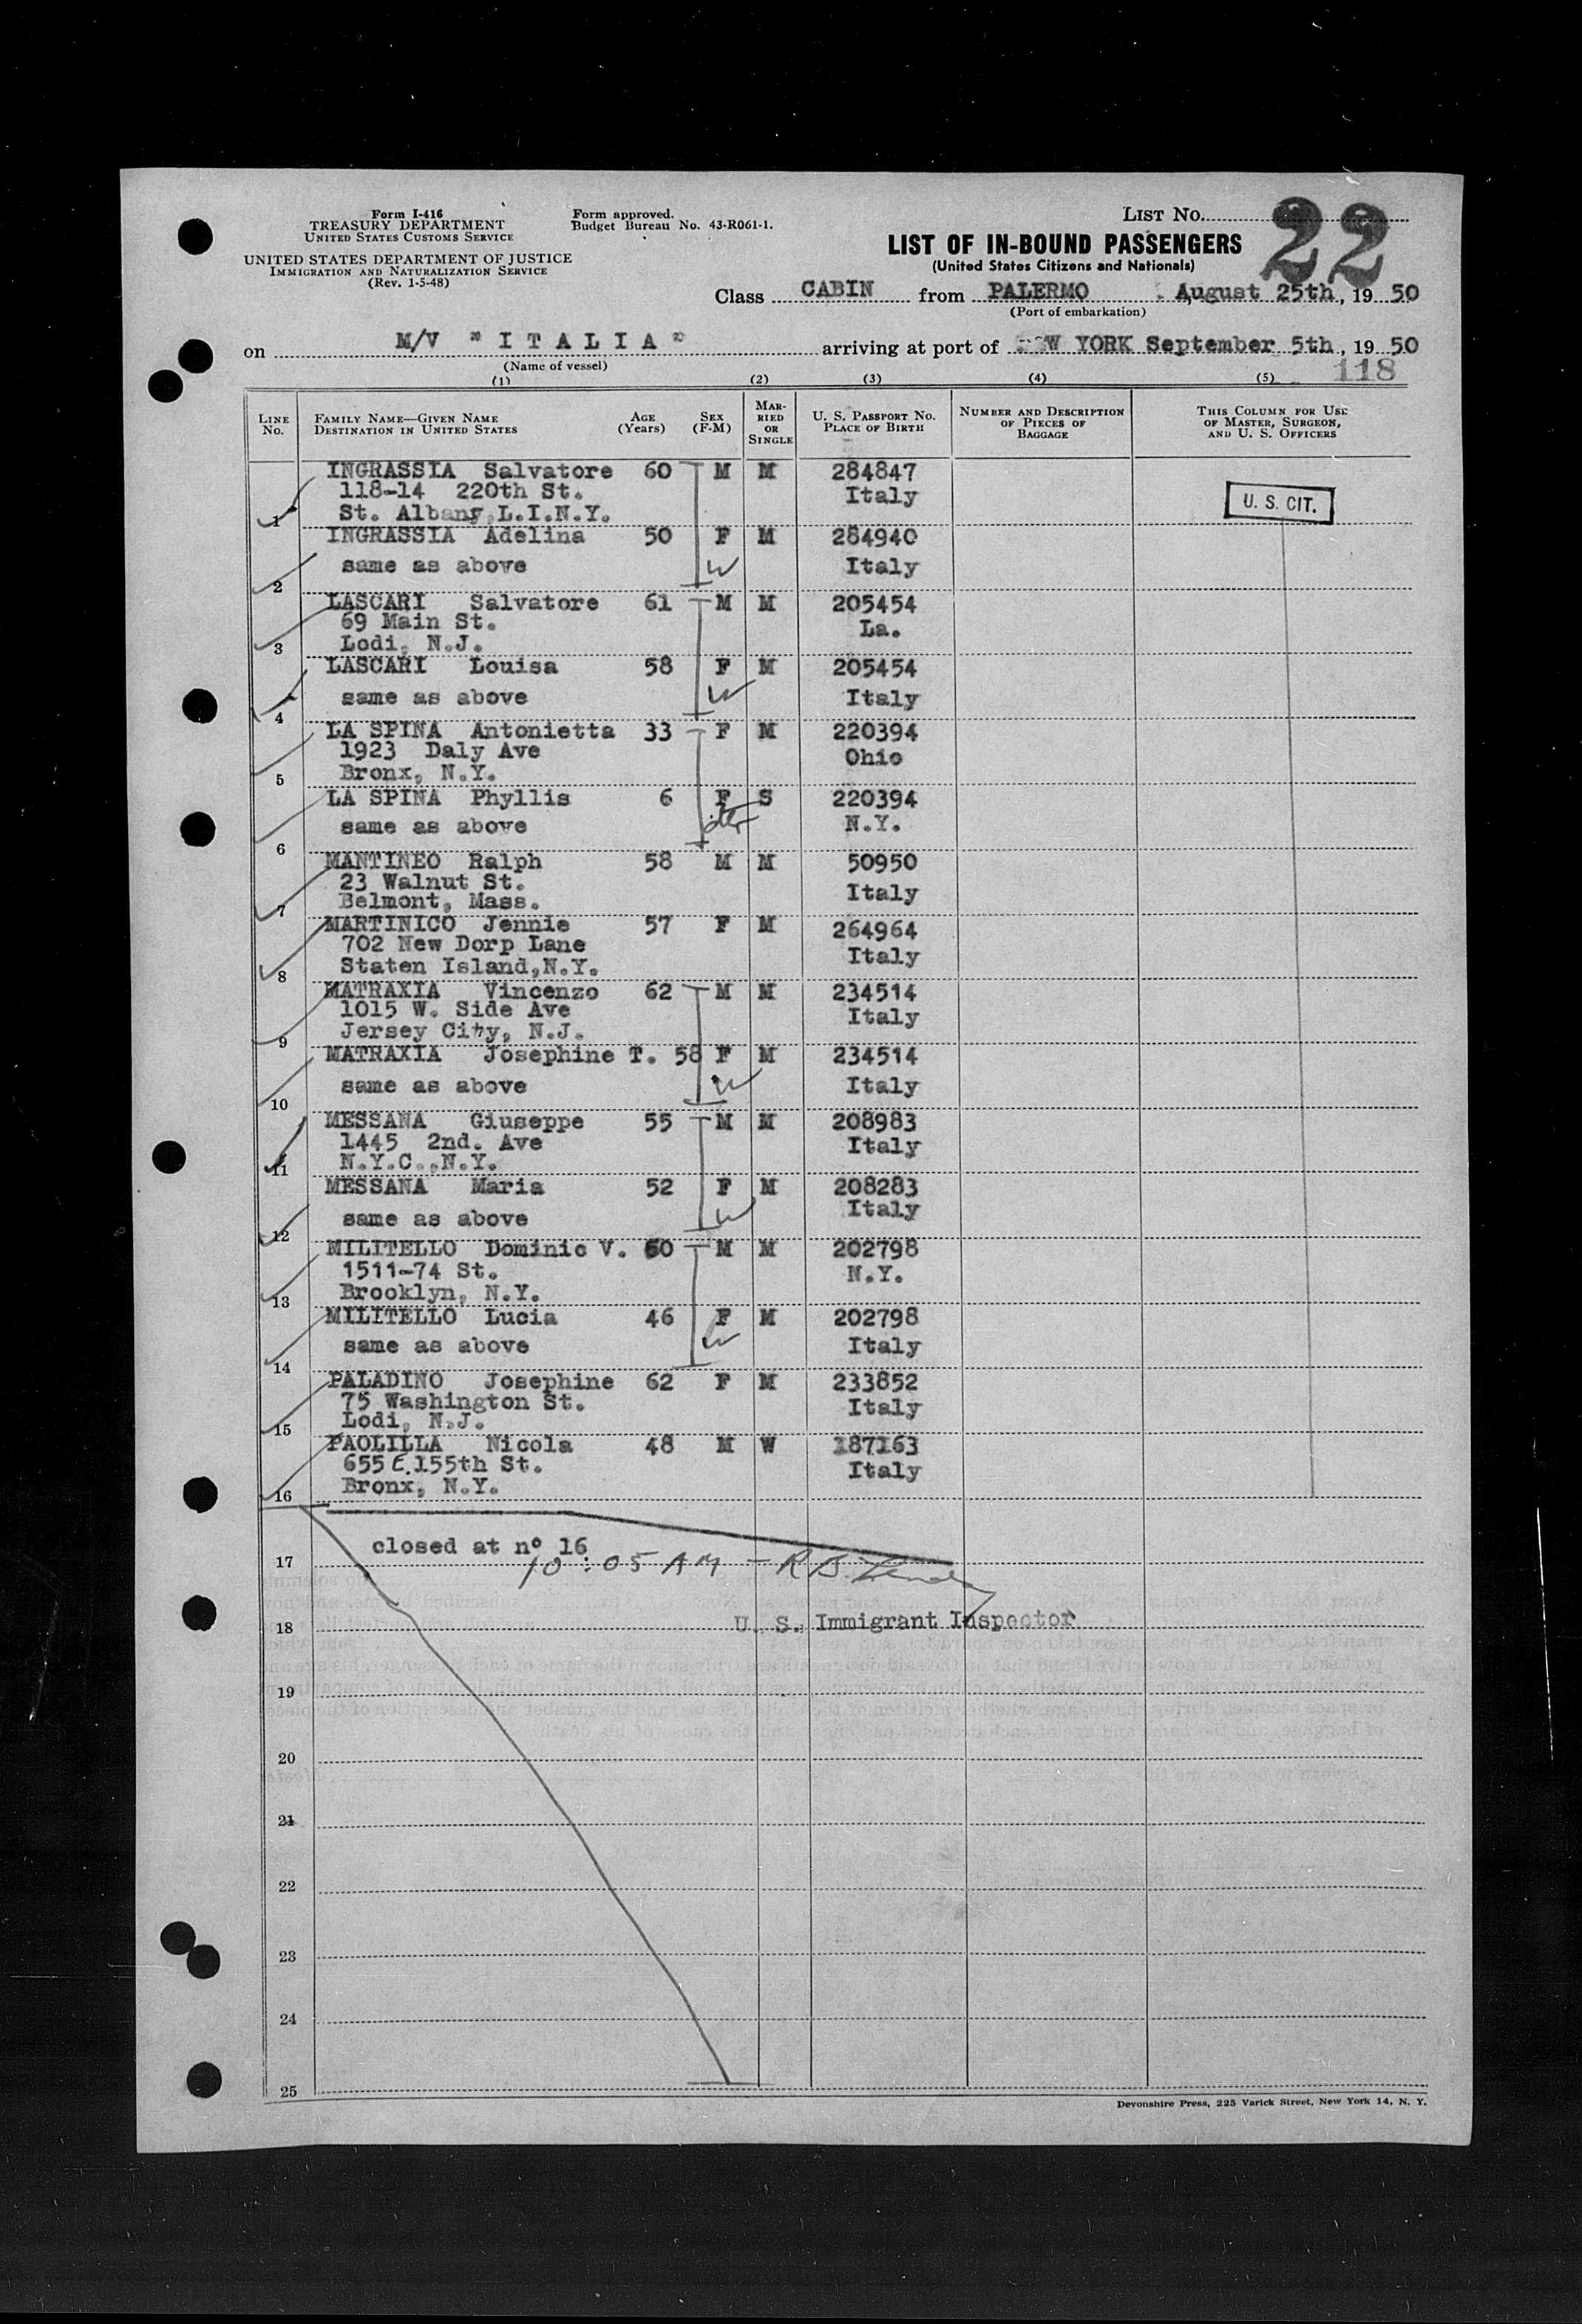 Form I-416
TREASURY DEPARTMENT
UNITED STATES CUSTOMS SERVICE
UNITED STATES DEPARTMENT OF JUSTICE
IMMIGRATION AND NATURALIZATION SERVICE
(Rev. 1-5-48)
Form approved.
Budget Bureau No. 43-R061-1.
LIST No. 22
LIST OF IN-BOUND PASSENGERS
(United States Citizens and Nationals)
Class CABIN from PALERMO August 25th, 19 50
(Port of embarkation)
on M/V "ITALIA" arriving at port of NEW YORK September 5th, 19 50
(Name of vessel)
118
(1) (2) (3) (4) (5)
LINE No. FAMILY NAME—GIVEN NAME DESTINATION IN UNITED STATES AGE (Years) SEX (F-M) MARRIED OR SINGLE U. S. PASSPORT NO. PLACE OF BIRTH NUMBER AND DESCRIPTION OF PIECES OF BAGGAGE THIS COLUMN FOR USE OF MASTER, SURGEON, AND U. S. OFFICERS
INGRASSIA Salvatore 60 M M 284847
118-14 220th St. Italy
1 St. Albany,L.I.N.Y. U. S. CIT.
INGRASSIA Adelina 50 F M 284940
2 same as above W Italy
LASCARI Salvatore 61 M M 205454
69 Main St. La.
3 Lodi, N.J.
LASCARI Louisa 58 F M 205454
4 same as above W Italy
LA SPINA Antonietta 33 F M 220394
1923 Daly Ave Ohio
5 Bronx, N.Y.
LA SPINA Phyllis 6 F S 220394
6 same as above dtr N.Y.
MANTINEO Ralph 58 M M 50950
23 Walnut St. Italy
7 Belmont, Mass.
MARTINICO Jennie 57 F M 264964
702 New Dorp Lane Italy
8 Staten Island,N.Y.
MATRAXIA Vincenzo 62 M M 234514
1015 W. Side Ave Italy
9 Jersey City, N.J.
MATRAXIA Josephine T. 58 F M 234514
10 same as above W Italy
MESSANA Giuseppe 55 M M 208983
1445 2nd. Ave Italy
11 N.Y.C.,N.Y.
MESSANA Maria 52 F M 208283
12 same as above W Italy
MILITELLO Dominic V. 60 M M 202798
1511-74 St. N.Y.
13 Brooklyn, N.Y.
MILITELLO Lucia 46 F M 202798
14 same as above W Italy
PALADINO Josephine 62 F M 233852
75 Washington St. Italy
15 Lodi, N.J.
PAOLILLA Nicola 48 M W 187163
655 E.155th St. Italy
16 Bronx, N.Y.
closed at nº 16
17 10:05 AM - R B.
18 U. S. Immigrant Inspector
19
20
21
22
23
24
25
Devonshire Press, 225 Varick Street, New York 14, N. Y.